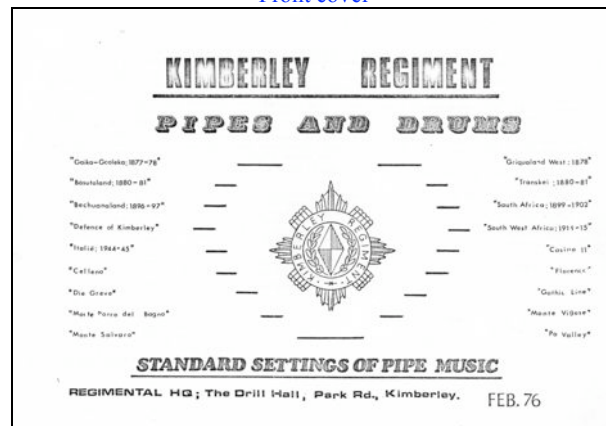 Front cover
KIMBERLEY REGIMENT
PIPES AND DRUMS
"Gaika-Gcaleka; 1877-78" "Griqualand West; 1878"
"Basutoland; 1880-81" "Transkei; 1880-81"
"Bechuanaland; 1896-97" "South Africa; 1899-1902"
"Defence of Kimberley" "South West Africa; 1914-15"
"Italië; 1944-45" "Casino II"
"Celleno" "Florence"
"Die Greve" "Gothic Line"
"Monte Porro del Bagno" "Monte Vigese"
"Monte Salvaro" "Po Valley"
KIMBERLEY REGIMENT
STANDARD SETTINGS OF PIPE MUSIC
REGIMENTAL HQ; The Drill Hall, Park Rd., Kimberley. FEB. 76